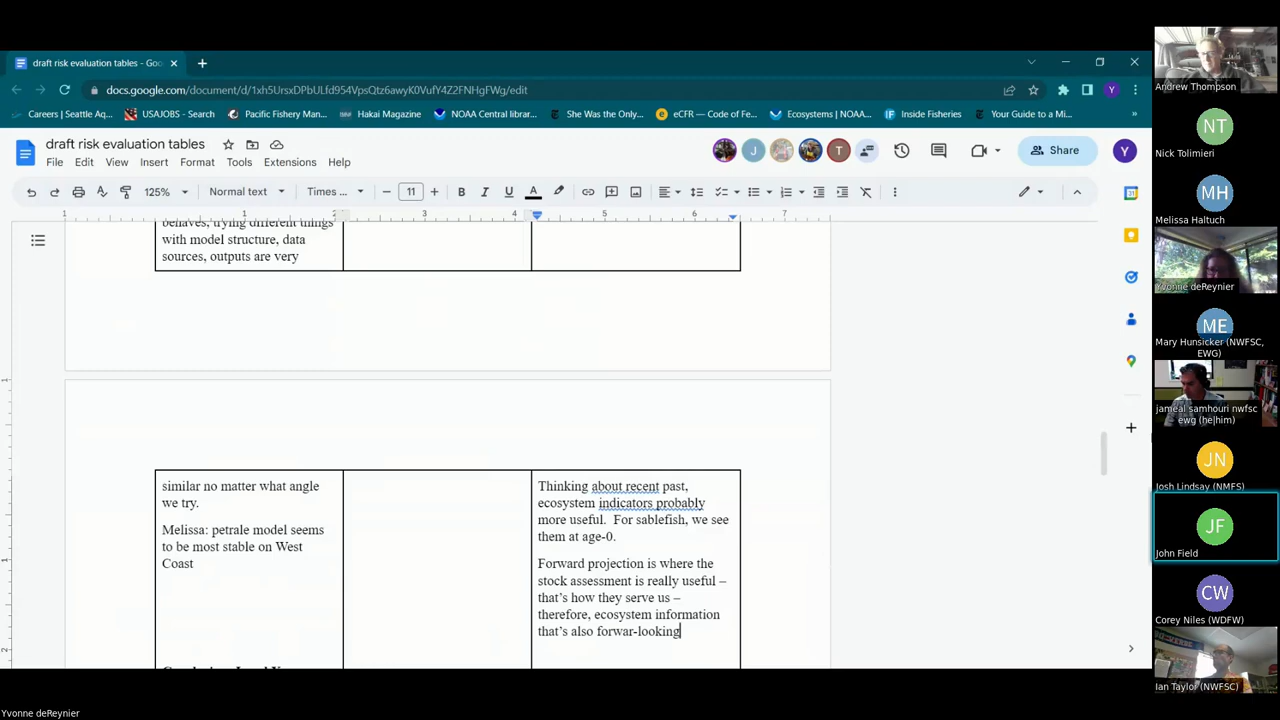 draft risk evaluation tables - Goo
docs.google.com/document/d/1xh5UrsxDPbULfd954VpsQtz6awyK0VufY4Z2FNHgFWg/edit
Careers | Seattle Aq...
USAJOBS - Search
Pacific Fishery Man...
Hakai Magazine
NOAA Central Librar...
She Was the Only...
eCFR — Code of Fe...
Ecosystems | NOAA...
Inside Fisheries
Your Guide to a Mi...
draft risk evaluation tables
File Edit View Insert Format Tools Extensions Help
J
T
Share
Y
125%
Normal text
Times ...
11
1 1 2 3 4 5 6 7
behaves, trying different things
with model structure, data
sources, outputs are very
similar no matter what angle
we try.
Melissa: petrale model seems
to be most stable on West
Coast
Thinking about recent past,
ecosystem indicators probably
more useful. For sablefish, we see
them at age-0.
Forward projection is where the
stock assessment is really useful –
that's how they serve us –
therefore, ecosystem information
that's also forwar-looking
Andrew Thompson
NT
Nick Tolimieri
MH
Melissa Haltuch
Yvonne deReynier
ME
Mary Hunsicker (NWFSC,
EWG)
jameal samhouri nwfsc
ewg (he|him)
JN
Josh Lindsay (NMFS)
JF
John Field
CW
Corey Niles (WDFW)
Ian Taylor (NWFSC)
Yvonne deReynier